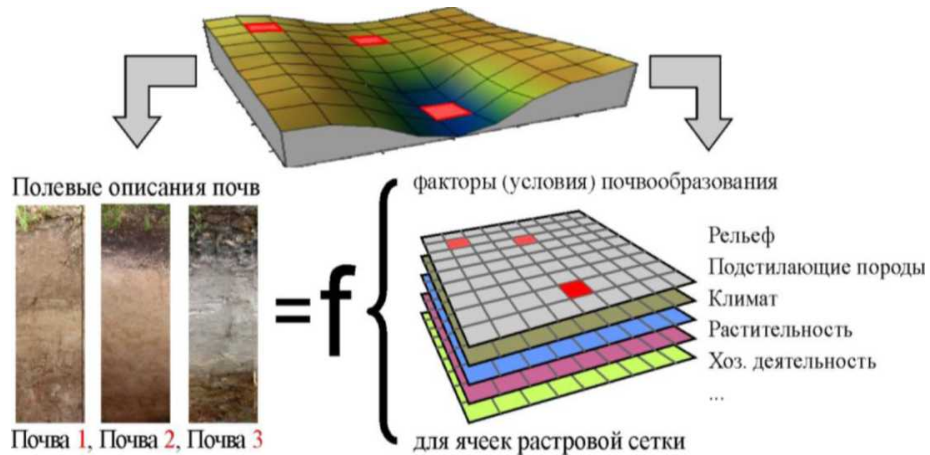 Полевые описания почв
Почва 1, Почва 2, Почва 3
=f
факторы (условия) почвообразования
Рельеф
Подстилающие породы
Климат
Растительность
Хоз. деятельность
...
для ячеек растровой сетки